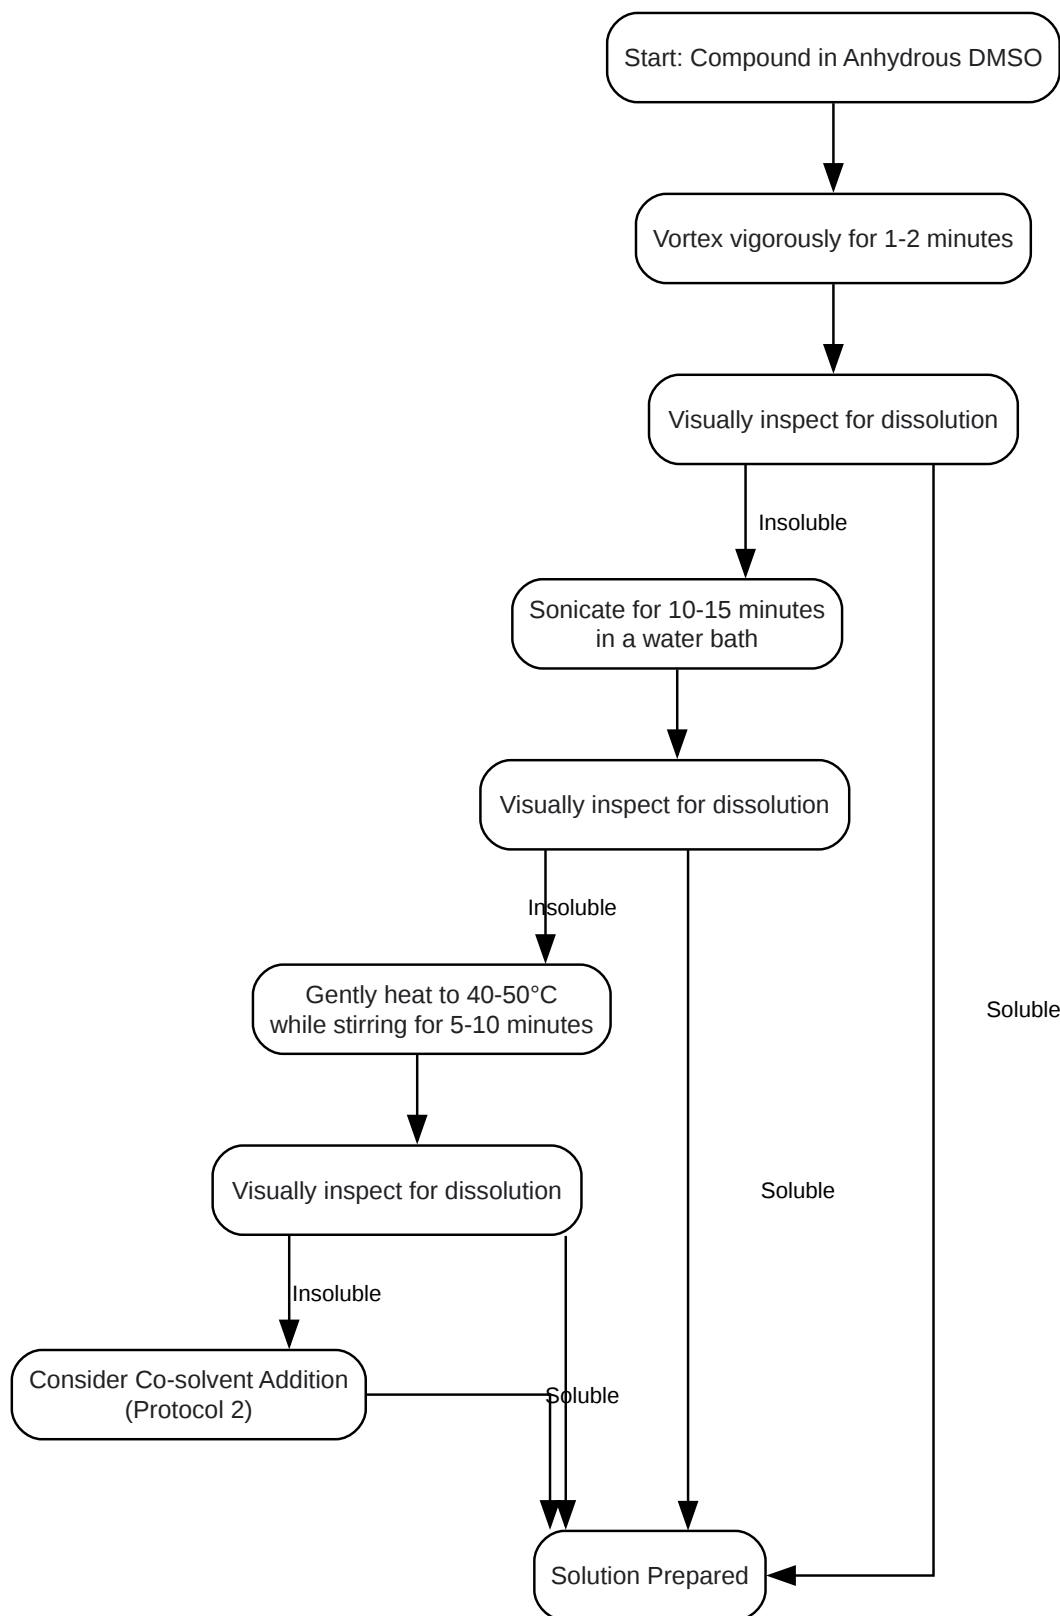 Start: Compound in Anhydrous DMSO
Vortex vigorously for 1-2 minutes
Visually inspect for dissolution
Insoluble
Sonicate for 10-15 minutes
in a water bath
Visually inspect for dissolution
Insoluble
Gently heat to 40-50°C
while stirring for 5-10 minutes
Soluble
Visually inspect for dissolution
Soluble
Insoluble
Consider Co-solvent Addition
(Protocol 2)
Soluble
Solution Prepared